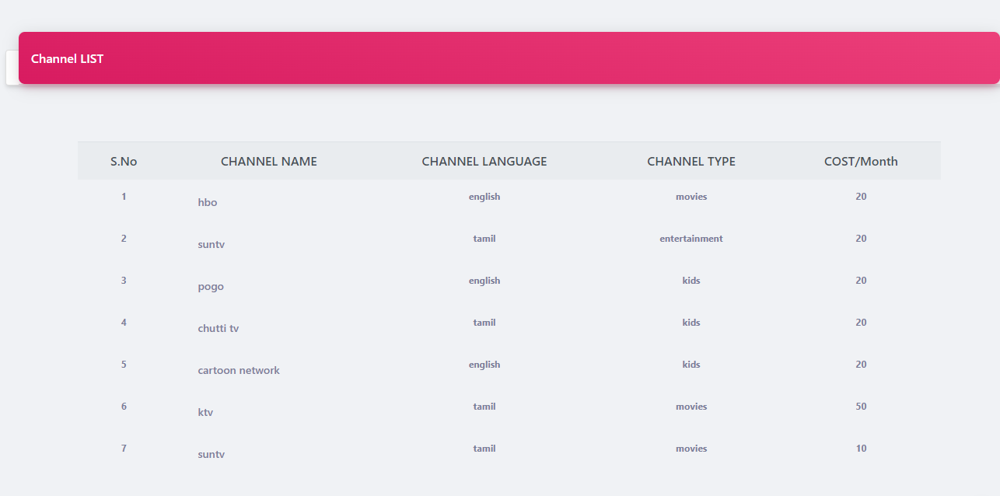 Channel LIST
S.No CHANNEL NAME CHANNEL LANGUAGE CHANNEL TYPE COST/Month
1 hbo english movies 20
2 suntv tamil entertainment 20
3 pogo english kids 20
4 chutti tv tamil kids 20
5 cartoon network english kids 20
6 ktv tamil movies 50
7 suntv tamil movies 10